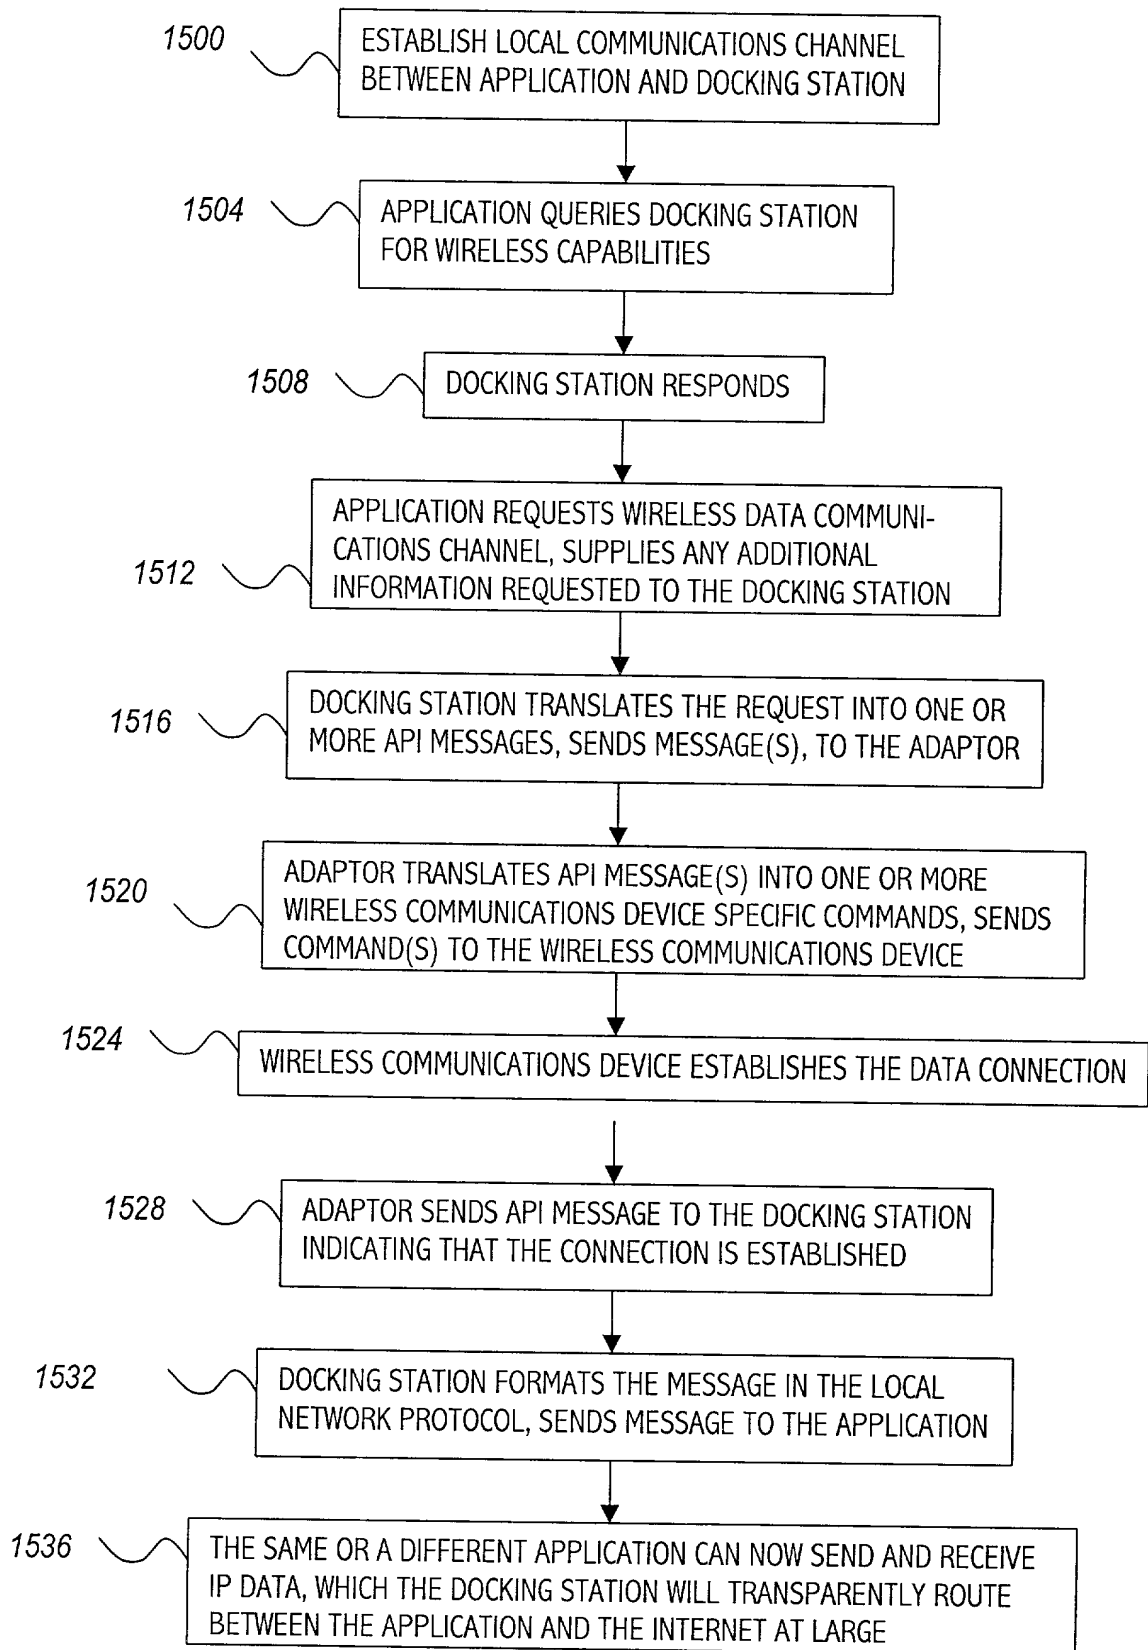 1500
ESTABLISH LOCAL COMMUNICATIONS CHANNEL
BETWEEN APPLICATION AND DOCKING STATION
1504
APPLICATION QUERIES DOCKING STATION
FOR WIRELESS CAPABILITIES
1508
DOCKING STATION RESPONDS
1512
APPLICATION REQUESTS WIRELESS DATA COMMUNI-
CATIONS CHANNEL, SUPPLIES ANY ADDITIONAL
INFORMATION REQUESTED TO THE DOCKING STATION
1516
DOCKING STATION TRANSLATES THE REQUEST INTO ONE OR
MORE API MESSAGES, SENDS MESSAGE(S), TO THE ADAPTOR
1520
ADAPTOR TRANSLATES API MESSAGE(S) INTO ONE OR MORE
WIRELESS COMMUNICATIONS DEVICE SPECIFIC COMMANDS, SENDS
COMMAND(S) TO THE WIRELESS COMMUNICATIONS DEVICE
1524
WIRELESS COMMUNICATIONS DEVICE ESTABLISHES THE DATA CONNECTION
1528
ADAPTOR SENDS API MESSAGE TO THE DOCKING STATION
INDICATING THAT THE CONNECTION IS ESTABLISHED
1532
DOCKING STATION FORMATS THE MESSAGE IN THE LOCAL
NETWORK PROTOCOL, SENDS MESSAGE TO THE APPLICATION
1536
THE SAME OR A DIFFERENT APPLICATION CAN NOW SEND AND RECEIVE
IP DATA, WHICH THE DOCKING STATION WILL TRANSPARENTLY ROUTE
BETWEEN THE APPLICATION AND THE INTERNET AT LARGE